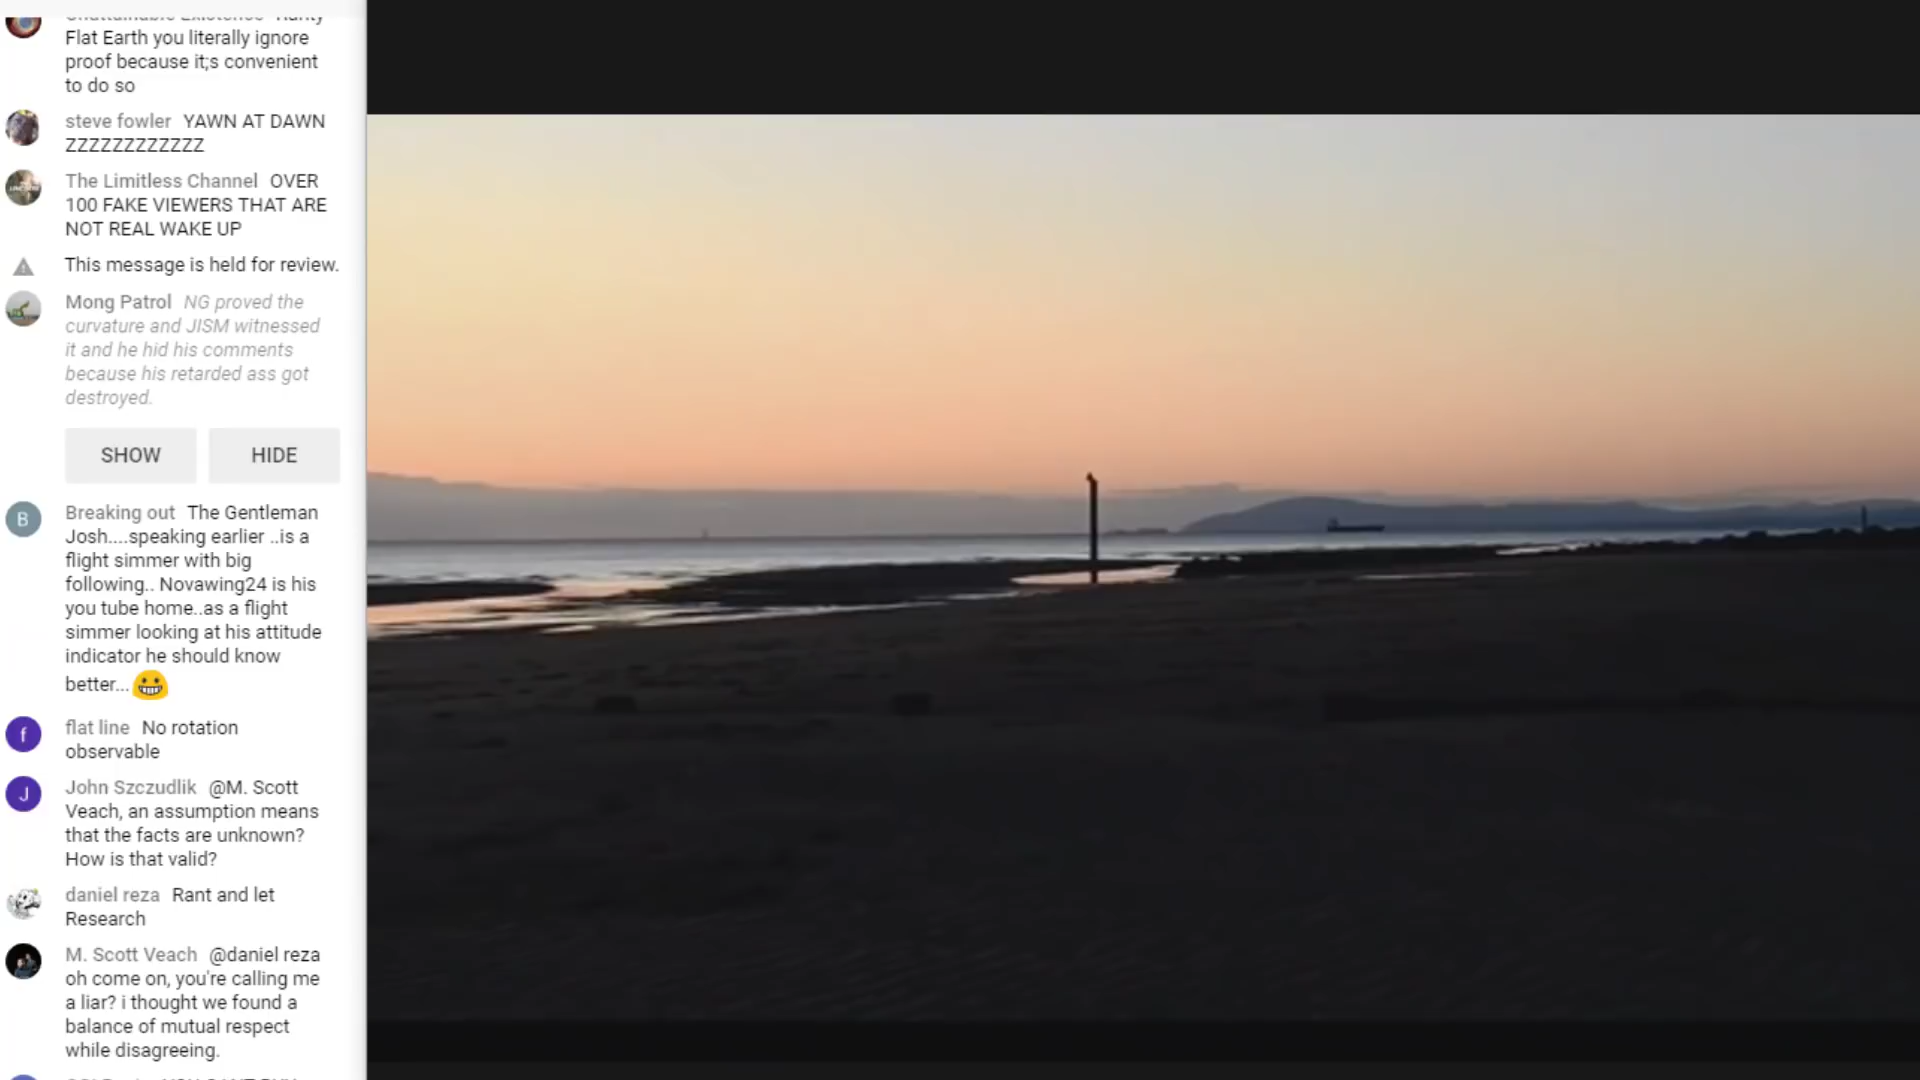 Flat Earth you literally ignore
proof because it;s convenient
to do so
steve fowler YAWN AT DAWN
ZZZZZZZZZZZZ
The Limitless Channel OVER
100 FAKE VIEWERS THAT ARE
NOT REAL WAKE UP
This message is held for review.
Mong Patrol NG proved the
curvature and JISM witnessed
it and he hid his comments
because his retarded ass got
destroyed.
SHOW HIDE
B
Breaking out The Gentleman
Josh....speaking earlier ..is a
flight simmer with big
following.. Novawing24 is his
you tube home..as a flight
simmer looking at his attitude
indicator he should know
better...
f
flat line No rotation
observable
J
John Szczudlik @M. Scott
Veach, an assumption means
that the facts are unknown?
How is that valid?
daniel reza Rant and let
Research
M. Scott Veach @daniel reza
oh come on, you're calling me
a liar? i thought we found a
balance of mutual respect
while disagreeing.